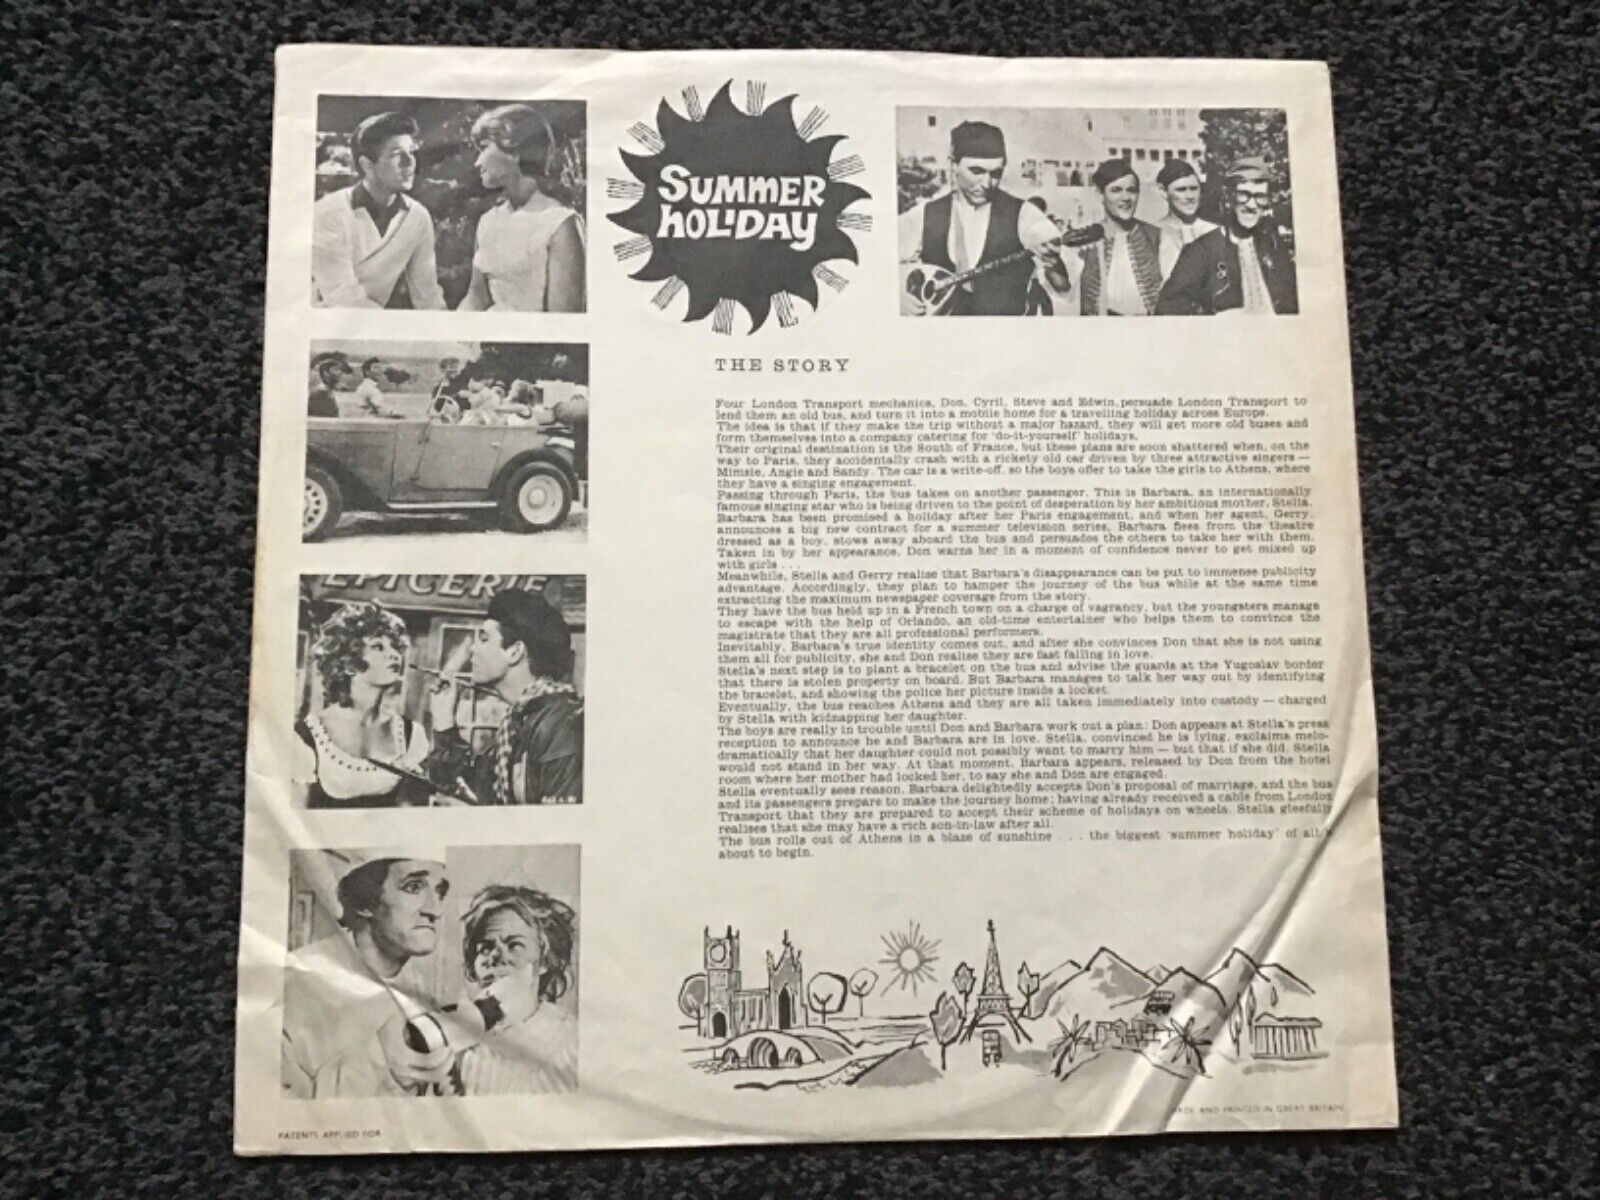 SUMMER
HOLIDAY
THE STORY
Four London Transport mechanics, Don, Cyril, Steve and Edwin, persuade London Transport to
lend them an old bus, and turn it into a mobile home for a travelling holiday across Europe.
The idea is that if they make the trip without a major hazard, they will get more old buses and
form themselves into a company catering for 'do-it-yourself' holidays.
Their original destination is the South of France, but these plans are soon shattered when, on the
way to Paris, they accidentally crash with a rickety old car driven by three attractive singers —
Mimsie, Angie and Sandy. The car is a write-off, so the boys offer to take the girls to Athens, where
they have a singing engagement.
Passing through Paris, the bus takes on another passenger. This is Barbara, an internationally
famous singing star who is being driven to the point of desperation by her ambitious mother, Stella.
Barbara has been promised a holiday after her Paris engagement, and when her agent, Gerry,
announces a big new contract for a summer television series, Barbara flees from the theatre
dressed as a boy, stows away aboard the bus and persuades the others to take her with them.
Taken in by her appearance, Don warns her in a moment of confidence never to get mixed up
with girls . . .
Meanwhile, Stella and Gerry realise that Barbara's disappearance can be put to immense publicity
advantage. Accordingly, they plan to hamper the journey of the bus while at the same time
extracting the maximum newspaper coverage from the story.
They have the bus held up in a French town on a charge of vagrancy, but the youngsters manage
to escape with the help of Orlando, an old-time entertainer who helps them to convince the
magistrate that they are all professional performers.
Inevitably, Barbara's true identity comes out, and after she convinces Don that she is not using
them all for publicity, she and Don realise they are fast falling in love.
Stella's next step is to plant a bracelet on the bus and advise the guards at the Yugoslav border
that there is stolen property on board. But Barbara manages to talk her way out by identifying
the bracelet, and showing the police her picture inside a locket.
Eventually, the bus reaches Athens and they are all taken immediately into custody — charged
by Stella with kidnapping her daughter.
The boys are really in trouble until Don and Barbara work out a plan: Don appears at Stella's press
reception to announce he and Barbara are in love. Stella, convinced he is lying, exclaims melo-
dramatically that her daughter could not possibly want to marry him — but that if she did, Stella
would not stand in her way. At that moment, Barbara appears, released by Don from the hotel
room where her mother had locked her, to say she and Don are engaged.
Stella eventually sees reason. Barbara delightedly accepts Don's proposal of marriage, and the bus
and its passengers prepare to make the journey home; having already received a cable from London
Transport that they are prepared to accept their scheme of holidays on wheels. Stella gleefully
realises that she may have a rich son-in-law after all.
The bus rolls out of Athens in a blaze of sunshine . . . the biggest 'summer holiday' of all
about to begin.
EPICERIE
PATENTS APPLIED FOR
MADE AND PRINTED IN GREAT BRITAIN